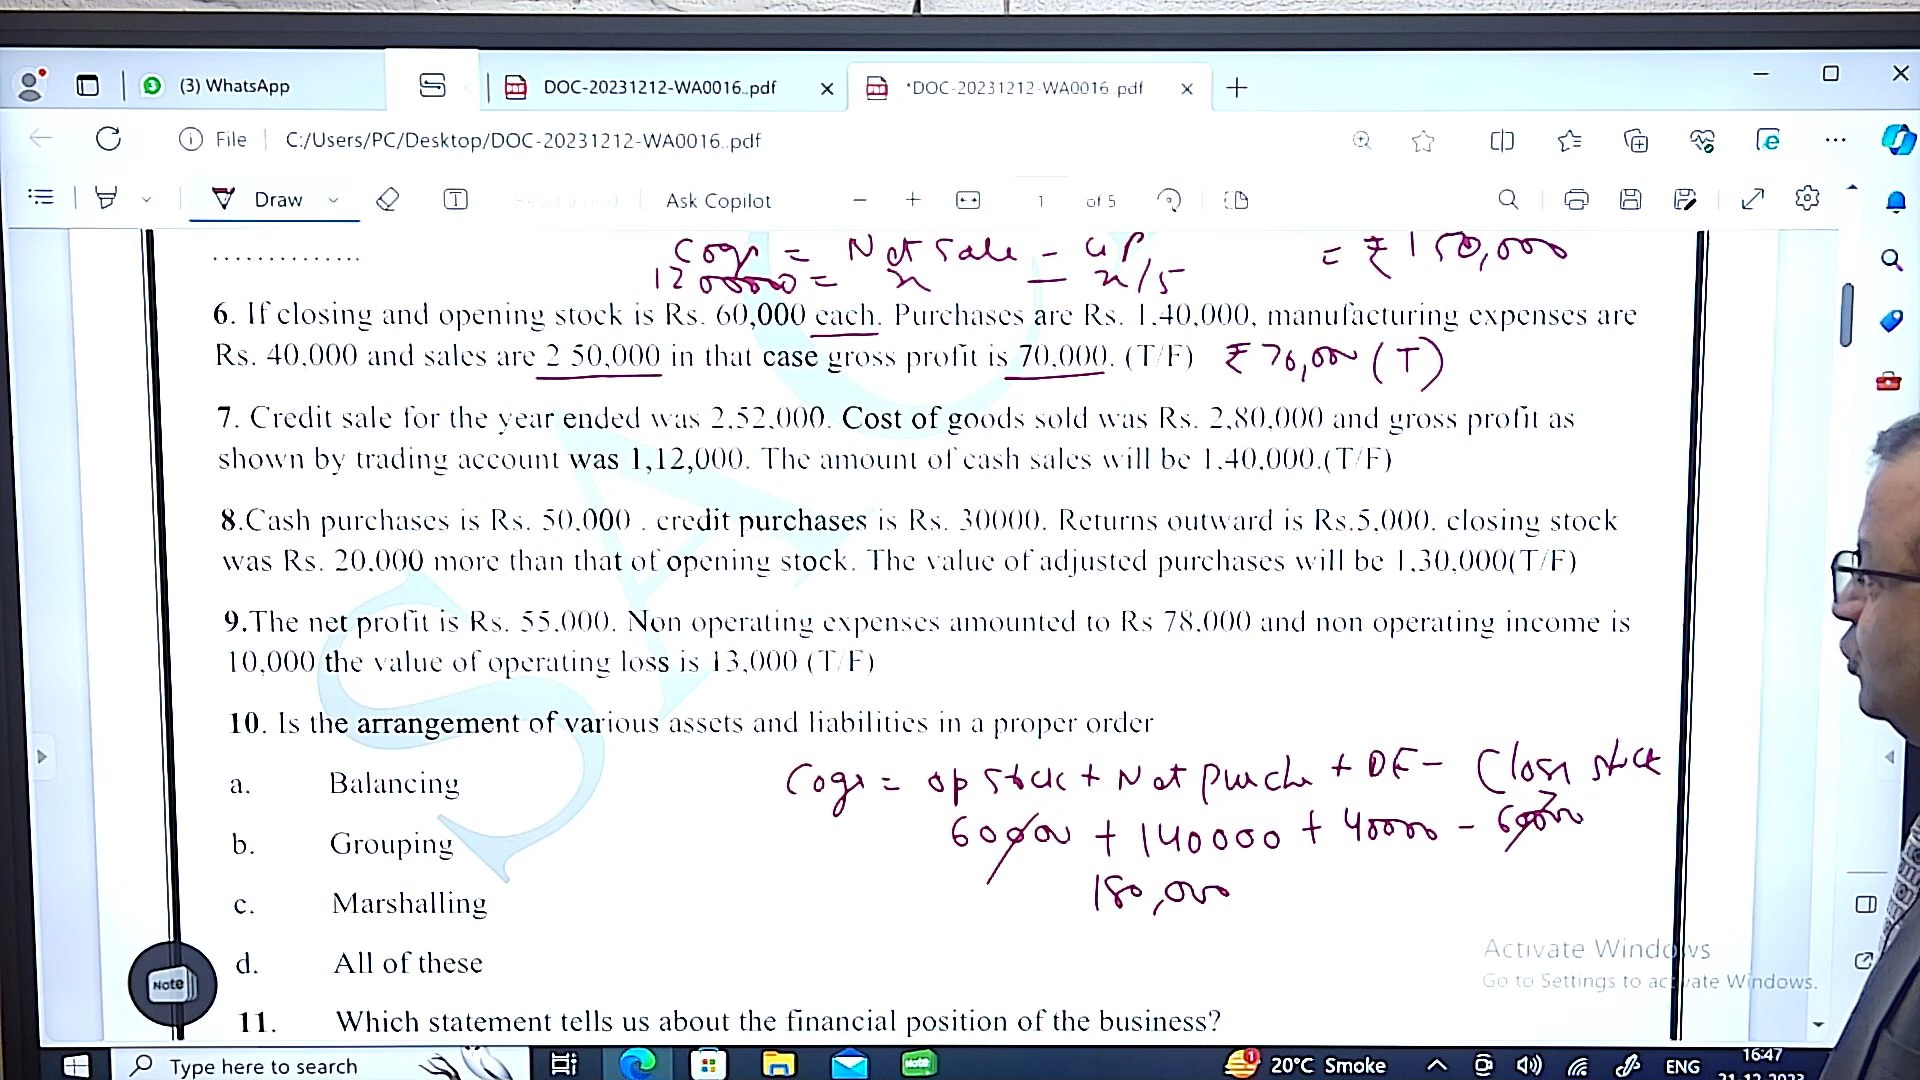 (3) WhatsApp
DOC-20231212-WA0016..pdf
*DOC-20231212-WA0016..pdf
File
C:/Users/PC/Desktop/DOC-20231212-WA0016..pdf
Draw
Ask Copilot
1 of 5
..............
Cogs = Net Sale - GP = ₹ 150,000
120000 = x - x/5
6. If closing and opening stock is Rs. 60,000 each. Purchases are Rs. 1,40,000, manufacturing expenses are
Rs. 40,000 and sales are 2 50,000 in that case gross profit is 70,000. (T/F) ₹ 70,000 (T)
7. Credit sale for the year ended was 2,52,000. Cost of goods sold was Rs. 2,80,000 and gross profit as
shown by trading account was 1,12,000. The amount of cash sales will be 1,40,000.(T/F)
8.Cash purchases is Rs. 50,000 . credit purchases is Rs. 30000. Returns outward is Rs.5,000. closing stock
was Rs. 20,000 more than that of opening stock. The value of adjusted purchases will be 1,30,000(T/F)
9.The net profit is Rs. 55,000. Non operating expenses amounted to Rs 78,000 and non operating income is
10,000 the value of operating loss is 13,000 (T/F)
10. Is the arrangement of various assets and liabilities in a proper order
a. Balancing
b. Grouping
c. Marshalling
d. All of these
Cogs = op Stock + Net Purchase + DE - Closn stock
60000 + 140000 + 40000 - 60000
180,000
11. Which statement tells us about the financial position of the business?
SAC
Note
Activate Windows
Go to Settings to activate Windows.
Type here to search
20°C Smoke
ENG
16:47
21-12-2023